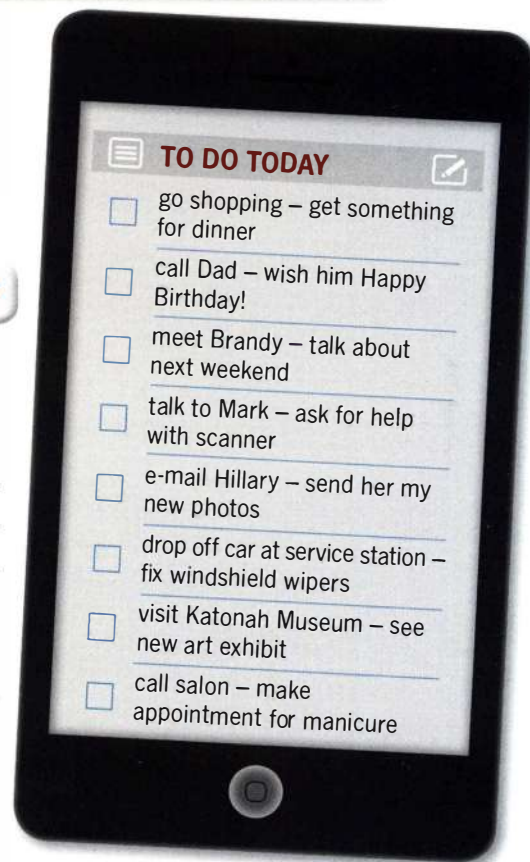 TO DO TODAY
go shopping – get something
for dinner
call Dad – wish him Happy
Birthday!
meet Brandy – talk about
next weekend
talk to Mark – ask for help
with scanner
e-mail Hillary – send her my
new photos
drop off car at service station –
fix windshield wipers
visit Katonah Museum – see
new art exhibit
call salon – make
appointment for manicure